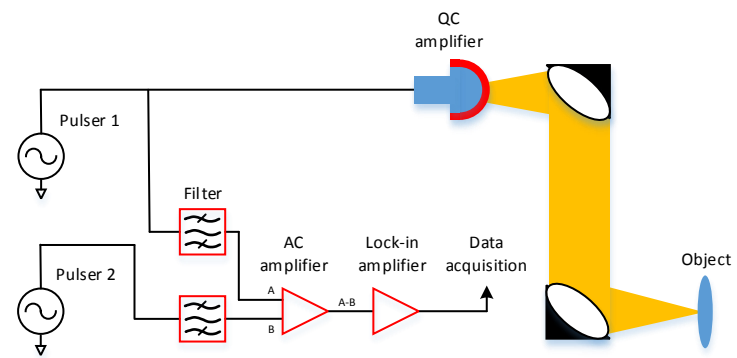 QC
amplifier
Pulser 1
Filter
Pulser 2
AC
amplifier
Lock-in
amplifier
Data
acquisition
Object
A
A-B
B